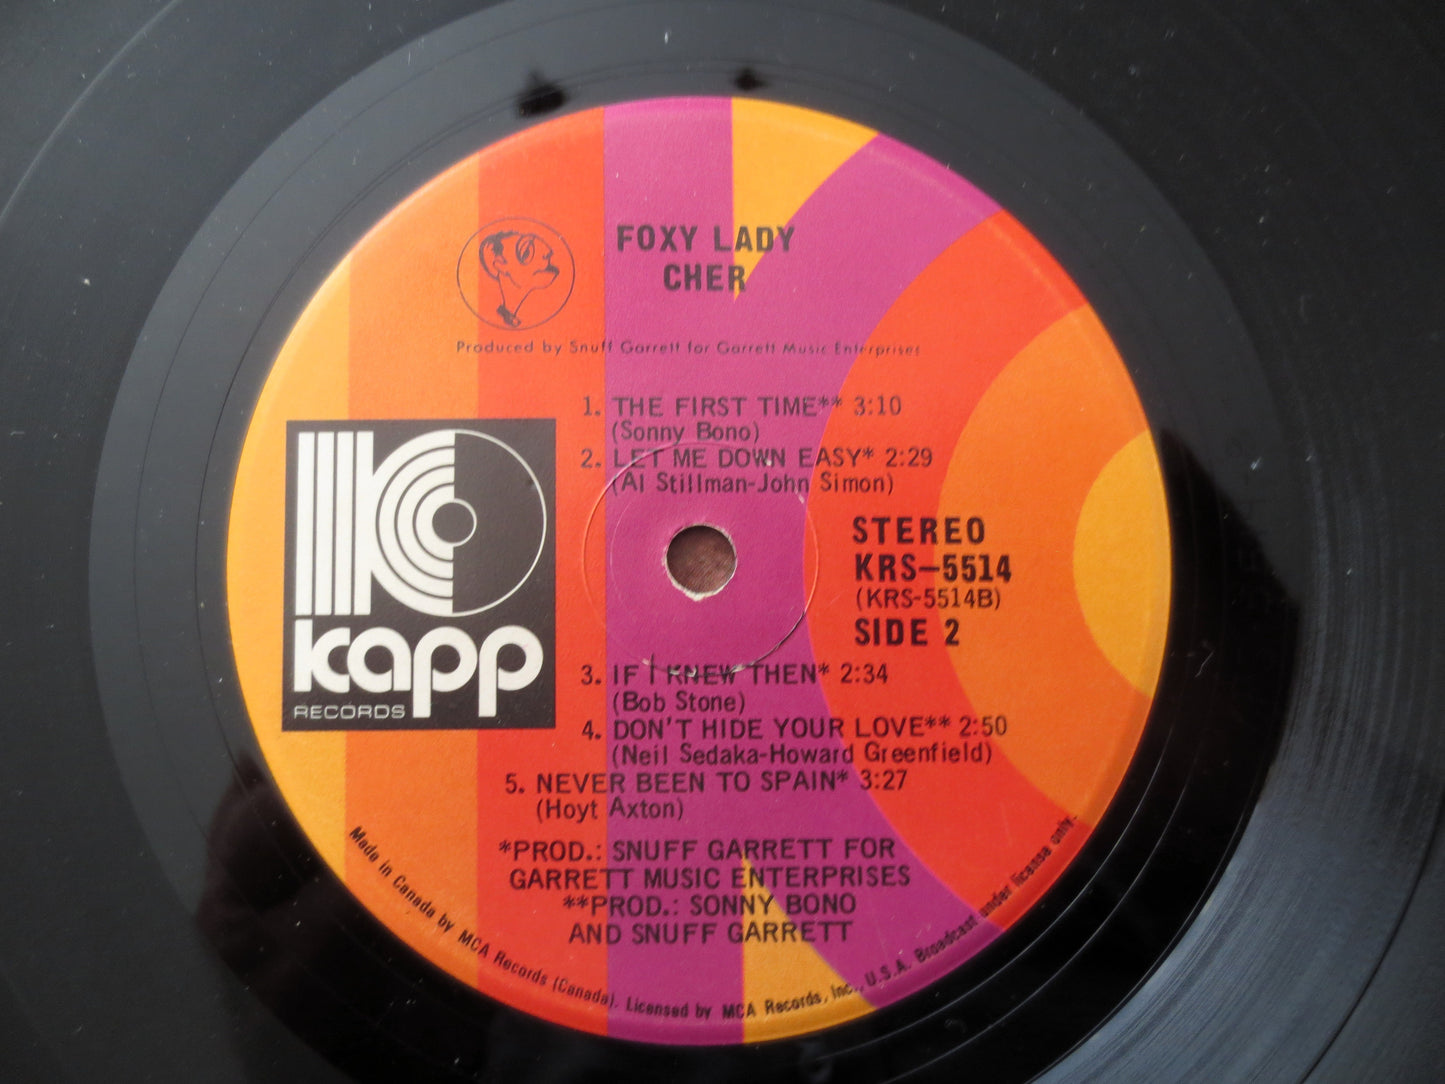 FOXY LADY
CHER
Produced by Snuff Garrett for Garrett Music Enterprises
1. THE FIRST TIME** 3:10
(Sonny Bono)
2. LET ME DOWN EASY* 2:29
(Al Stillman-John Simon)
STEREO
KRS-5514
(KRS-5514B)
SIDE 2
kapp
RECORDS
3. IF I KNEW THEN* 2:34
(Bob Stone)
4. DON'T HIDE YOUR LOVE** 2:50
(Neil Sedaka-Howard Greenfield)
5. NEVER BEEN TO SPAIN* 3:27
(Hoyt Axton)
*PROD.: SNUFF GARRETT FOR
GARRETT MUSIC ENTERPRISES
**PROD.: SONNY BONO
AND SNUFF GARRETT
Made in Canada by MCA Records (Canada). Licensed by MCA Records, Inc., U.S.A. Broadcast under license only.